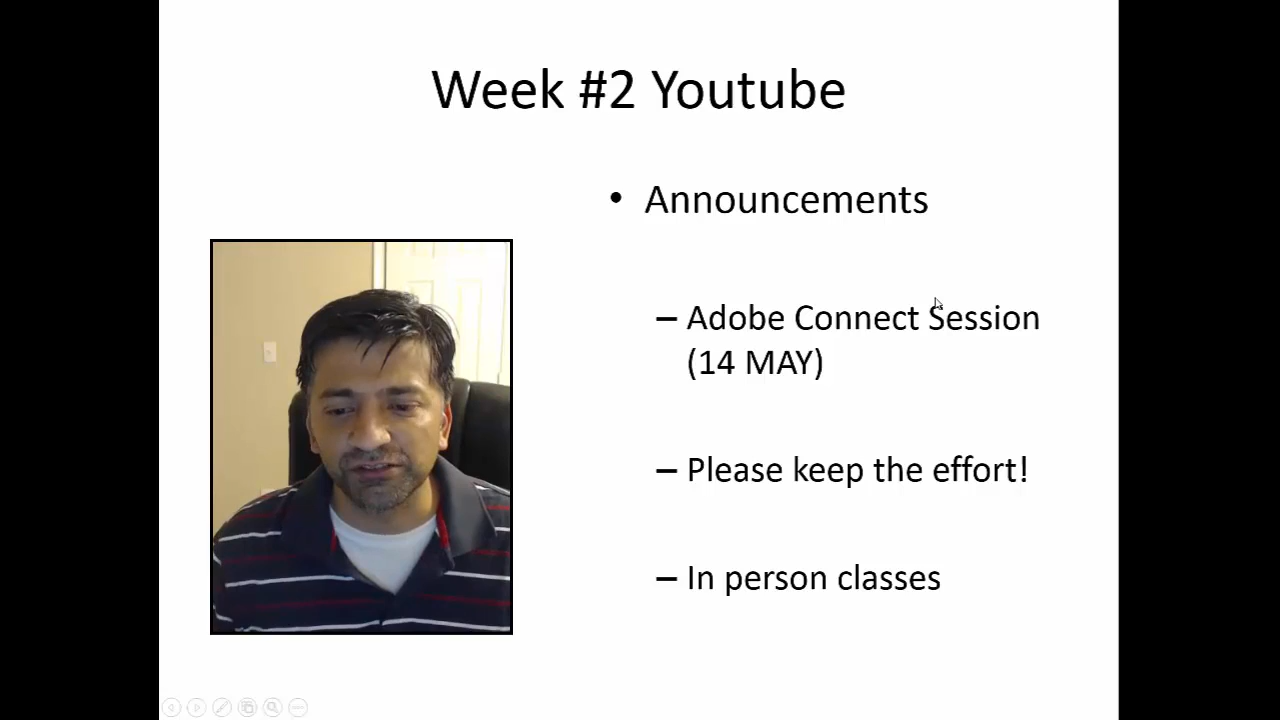 Week #2 Youtube
• Announcements
– Adobe Connect Session
(14 MAY)
– Please keep the effort!
– In person classes